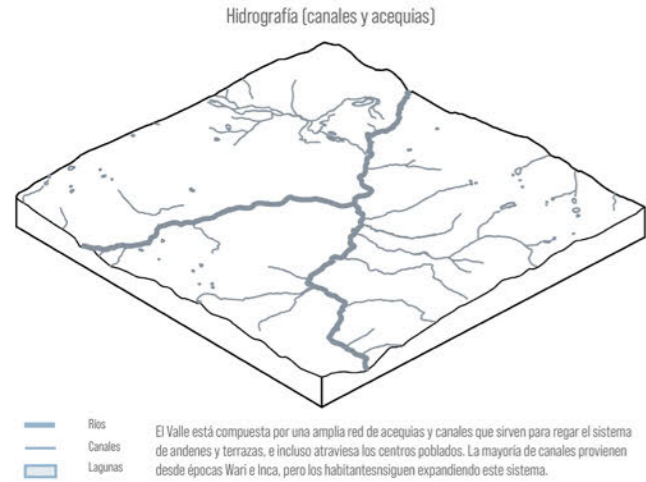 Hidrografía (canales y acequias)
Ríos
Canales
Lagunas
El Valle está compuesta por una amplia red de acequias y canales que sirven para regar el sistema
de andenes y terrazas, e incluso atraviesa los centros poblados. La mayoría de canales provienen
desde épocas Wari e Inca, pero los habitantesnsiguen expandiendo este sistema.